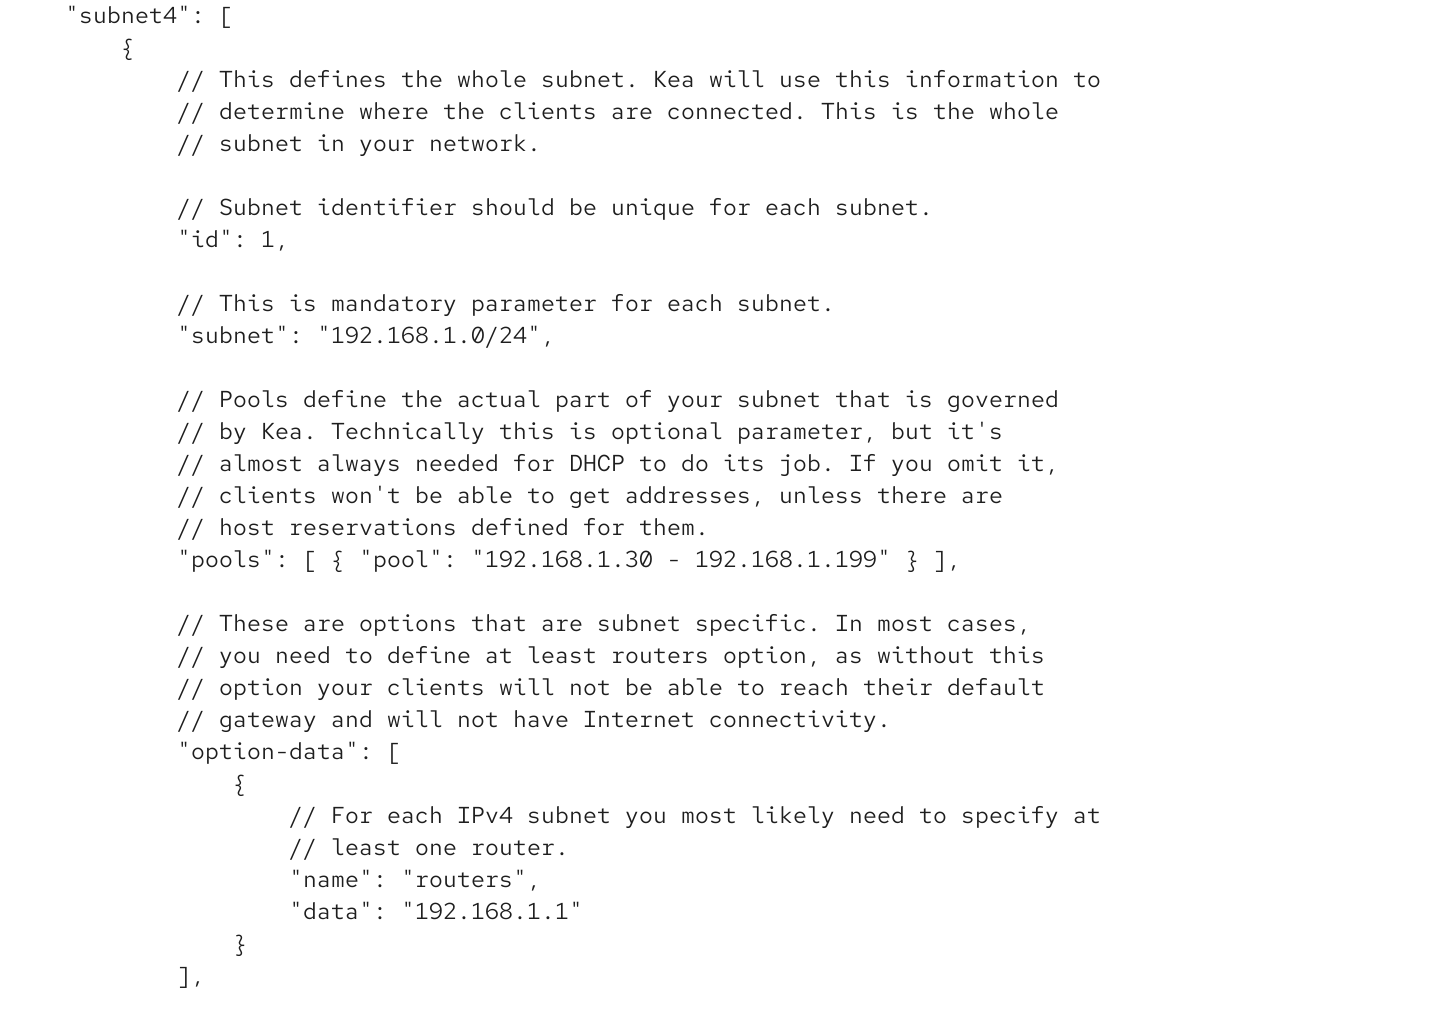 "subnet4": [
{
// This defines the whole subnet. Kea will use this information to
// determine where the clients are connected. This is the whole
// subnet in your network.
// Subnet identifier should be unique for each subnet.
"id": 1,
// This is mandatory parameter for each subnet.
"subnet": "192.168.1.0/24",
// Pools define the actual part of your subnet that is governed
// by Kea. Technically this is optional parameter, but it's
// almost always needed for DHCP to do its job. If you omit it,
// clients won't be able to get addresses, unless there are
// host reservations defined for them.
"pools": [ { "pool": "192.168.1.30 - 192.168.1.199" } ],
// These are options that are subnet specific. In most cases,
// you need to define at least routers option, as without this
// option your clients will not be able to reach their default
// gateway and will not have Internet connectivity.
"option-data": [
{
// For each IPv4 subnet you most likely need to specify at
// least one router.
"name": "routers",
"data": "192.168.1.1"
}
],